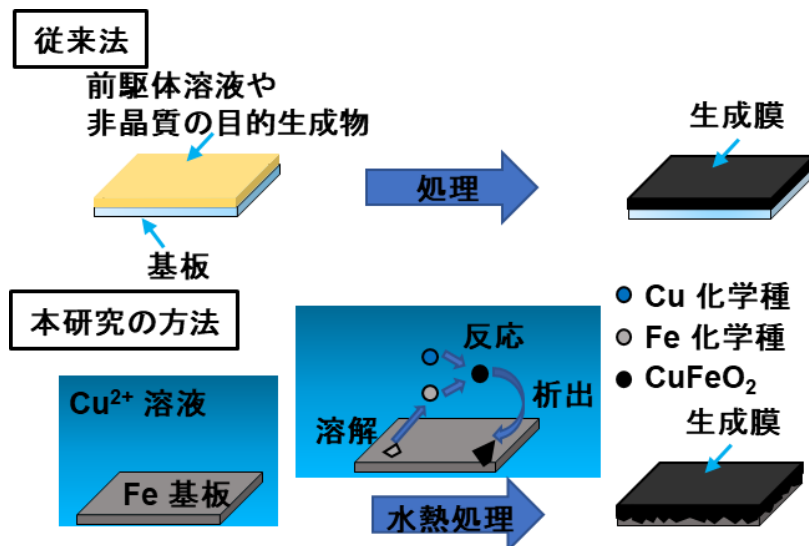 従来法
前駆体溶液や
非晶質の目的生成物
生成膜
処理
基板
本研究の方法
Cu 化学種
Fe 化学種
CuFeO₂
反応
Cu²⁺ 溶液
析出
溶解
生成膜
Fe 基板
水熱処理